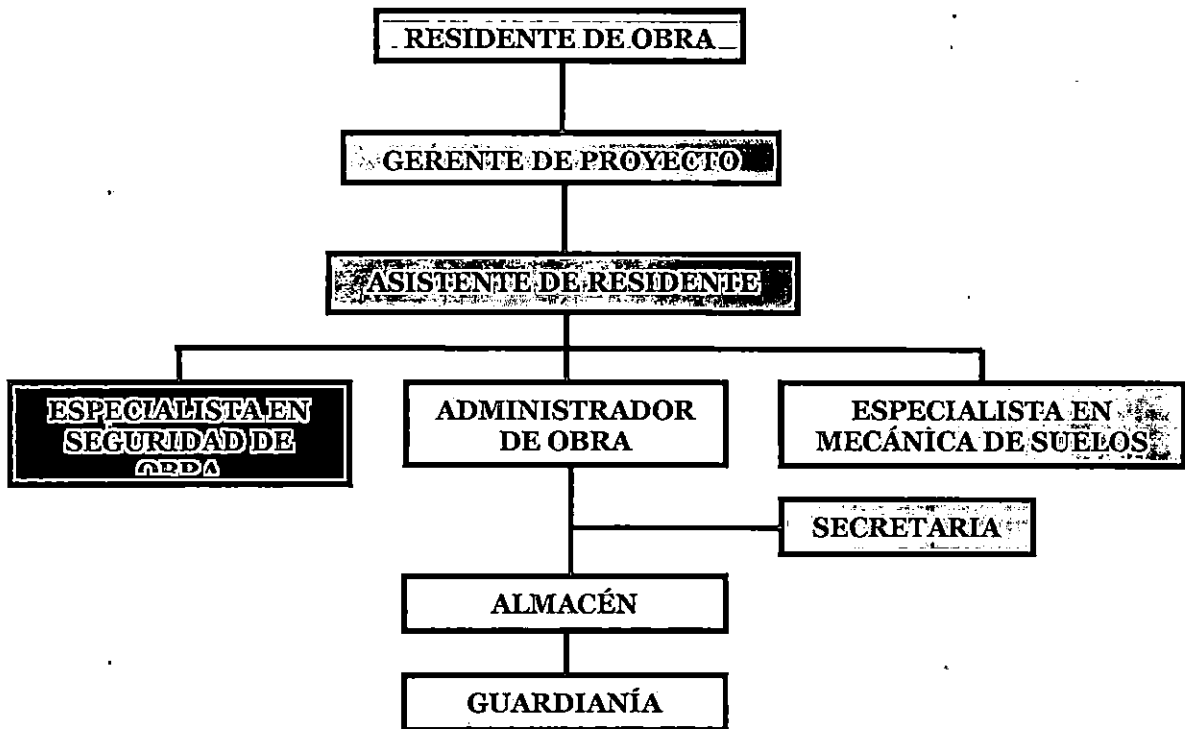 RESIDENTE DE OBRA
GERENTE DE PROYECTO
ASISTENTE DE RESIDENTE
ESPECIALISTA EN
SEGURIDAD DE
OBRA
ADMINISTRADOR
DE OBRA
ESPECIALISTA EN
MECÁNICA DE SUELOS
SECRETARIA
ALMACÉN
GUARDIANÍA